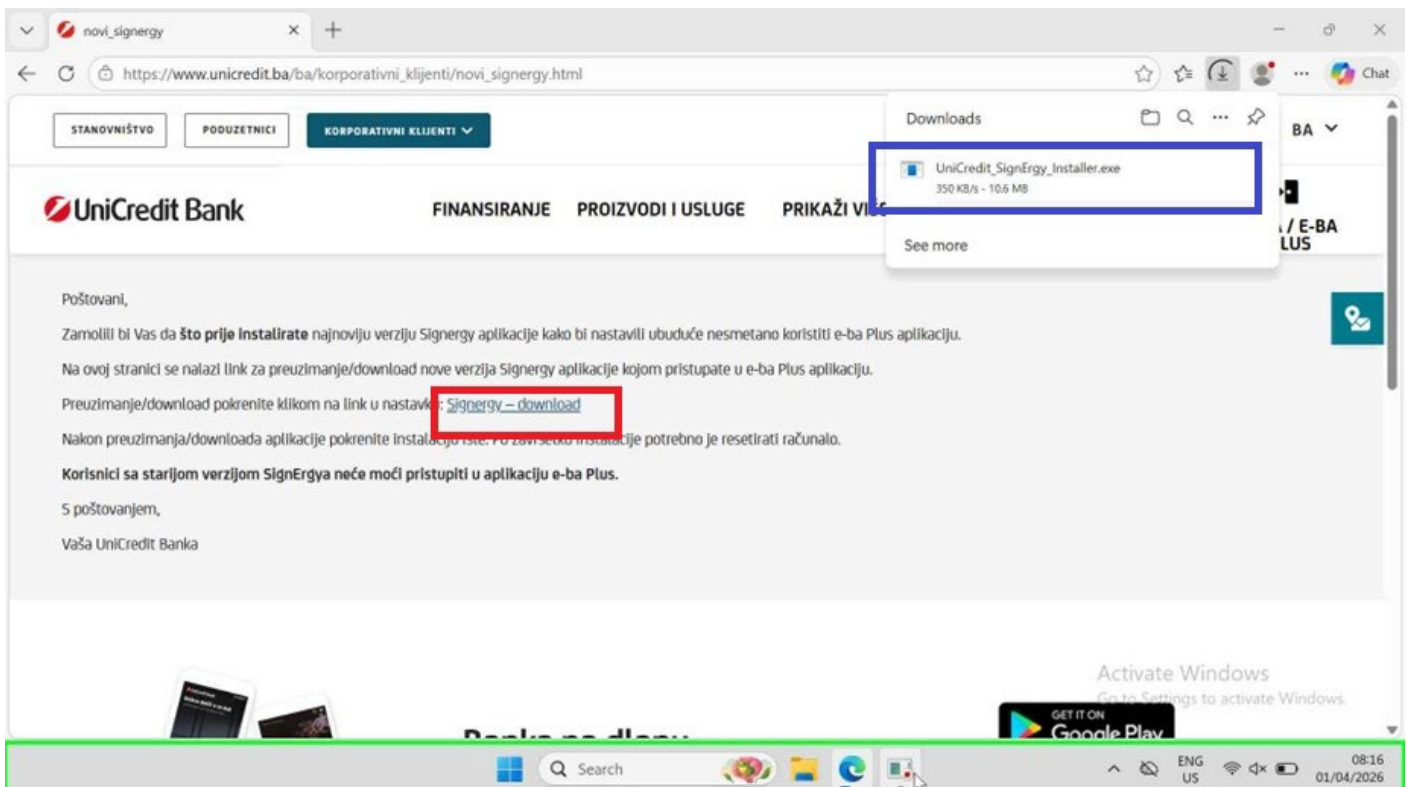 novi_signergy
https://www.unicredit.ba/ba/korporativni_klijenti/novi_signergy.html
Chat
STANOVNIŠTVO
PODUZETNICI
KORPORATIVNI KLIJENTI
Downloads
BA
UniCredit_SignErgy_Installer.exe
350 KB/s - 10.6 MB
See more
UniCredit Bank
FINANSIRANJE
PROIZVODI I USLUGE
PRIKAŽI
/ E-BA
LUS
Poštovani,
Zamolili bi Vas da što prije instalirate najnoviju verziju Signergy aplikacije kako bi nastavili ubuduće nesmetano koristiti e-ba Plus aplikaciju.
Na ovoj stranici se nalazi link za preuzimanje/download nove verzija Signergy aplikacije kojom pristupate u e-ba Plus aplikaciju.
Preuzimanje/download pokrenite klikom na link u : Signergy – download
Nakon preuzimanja/downloada aplikacije pokrenite potrebno je resetirati računalo.
Korisnici sa starijom verzijom SignErgya neće moći pristupiti u aplikaciju e-ba Plus.
S poštovanjem,
Vaša UniCredit Banka
Activate Windows
Go to Settings to activate Windows.
GET IT ON
Google Play
Banka na dlanu
Search
ENG
US
08:16
01/04/2026